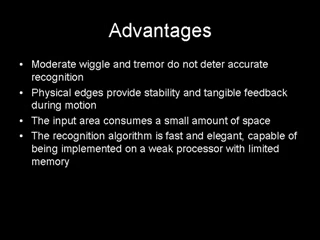 Advantages
• Moderate wiggle and tremor do not deter accurate
recognition
• Physical edges provide stability and tangible feedback
during motion
• The input area consumes a small amount of space
• The recognition algorithm is fast and elegant, capable of
being implemented on a weak processor with limited
memory